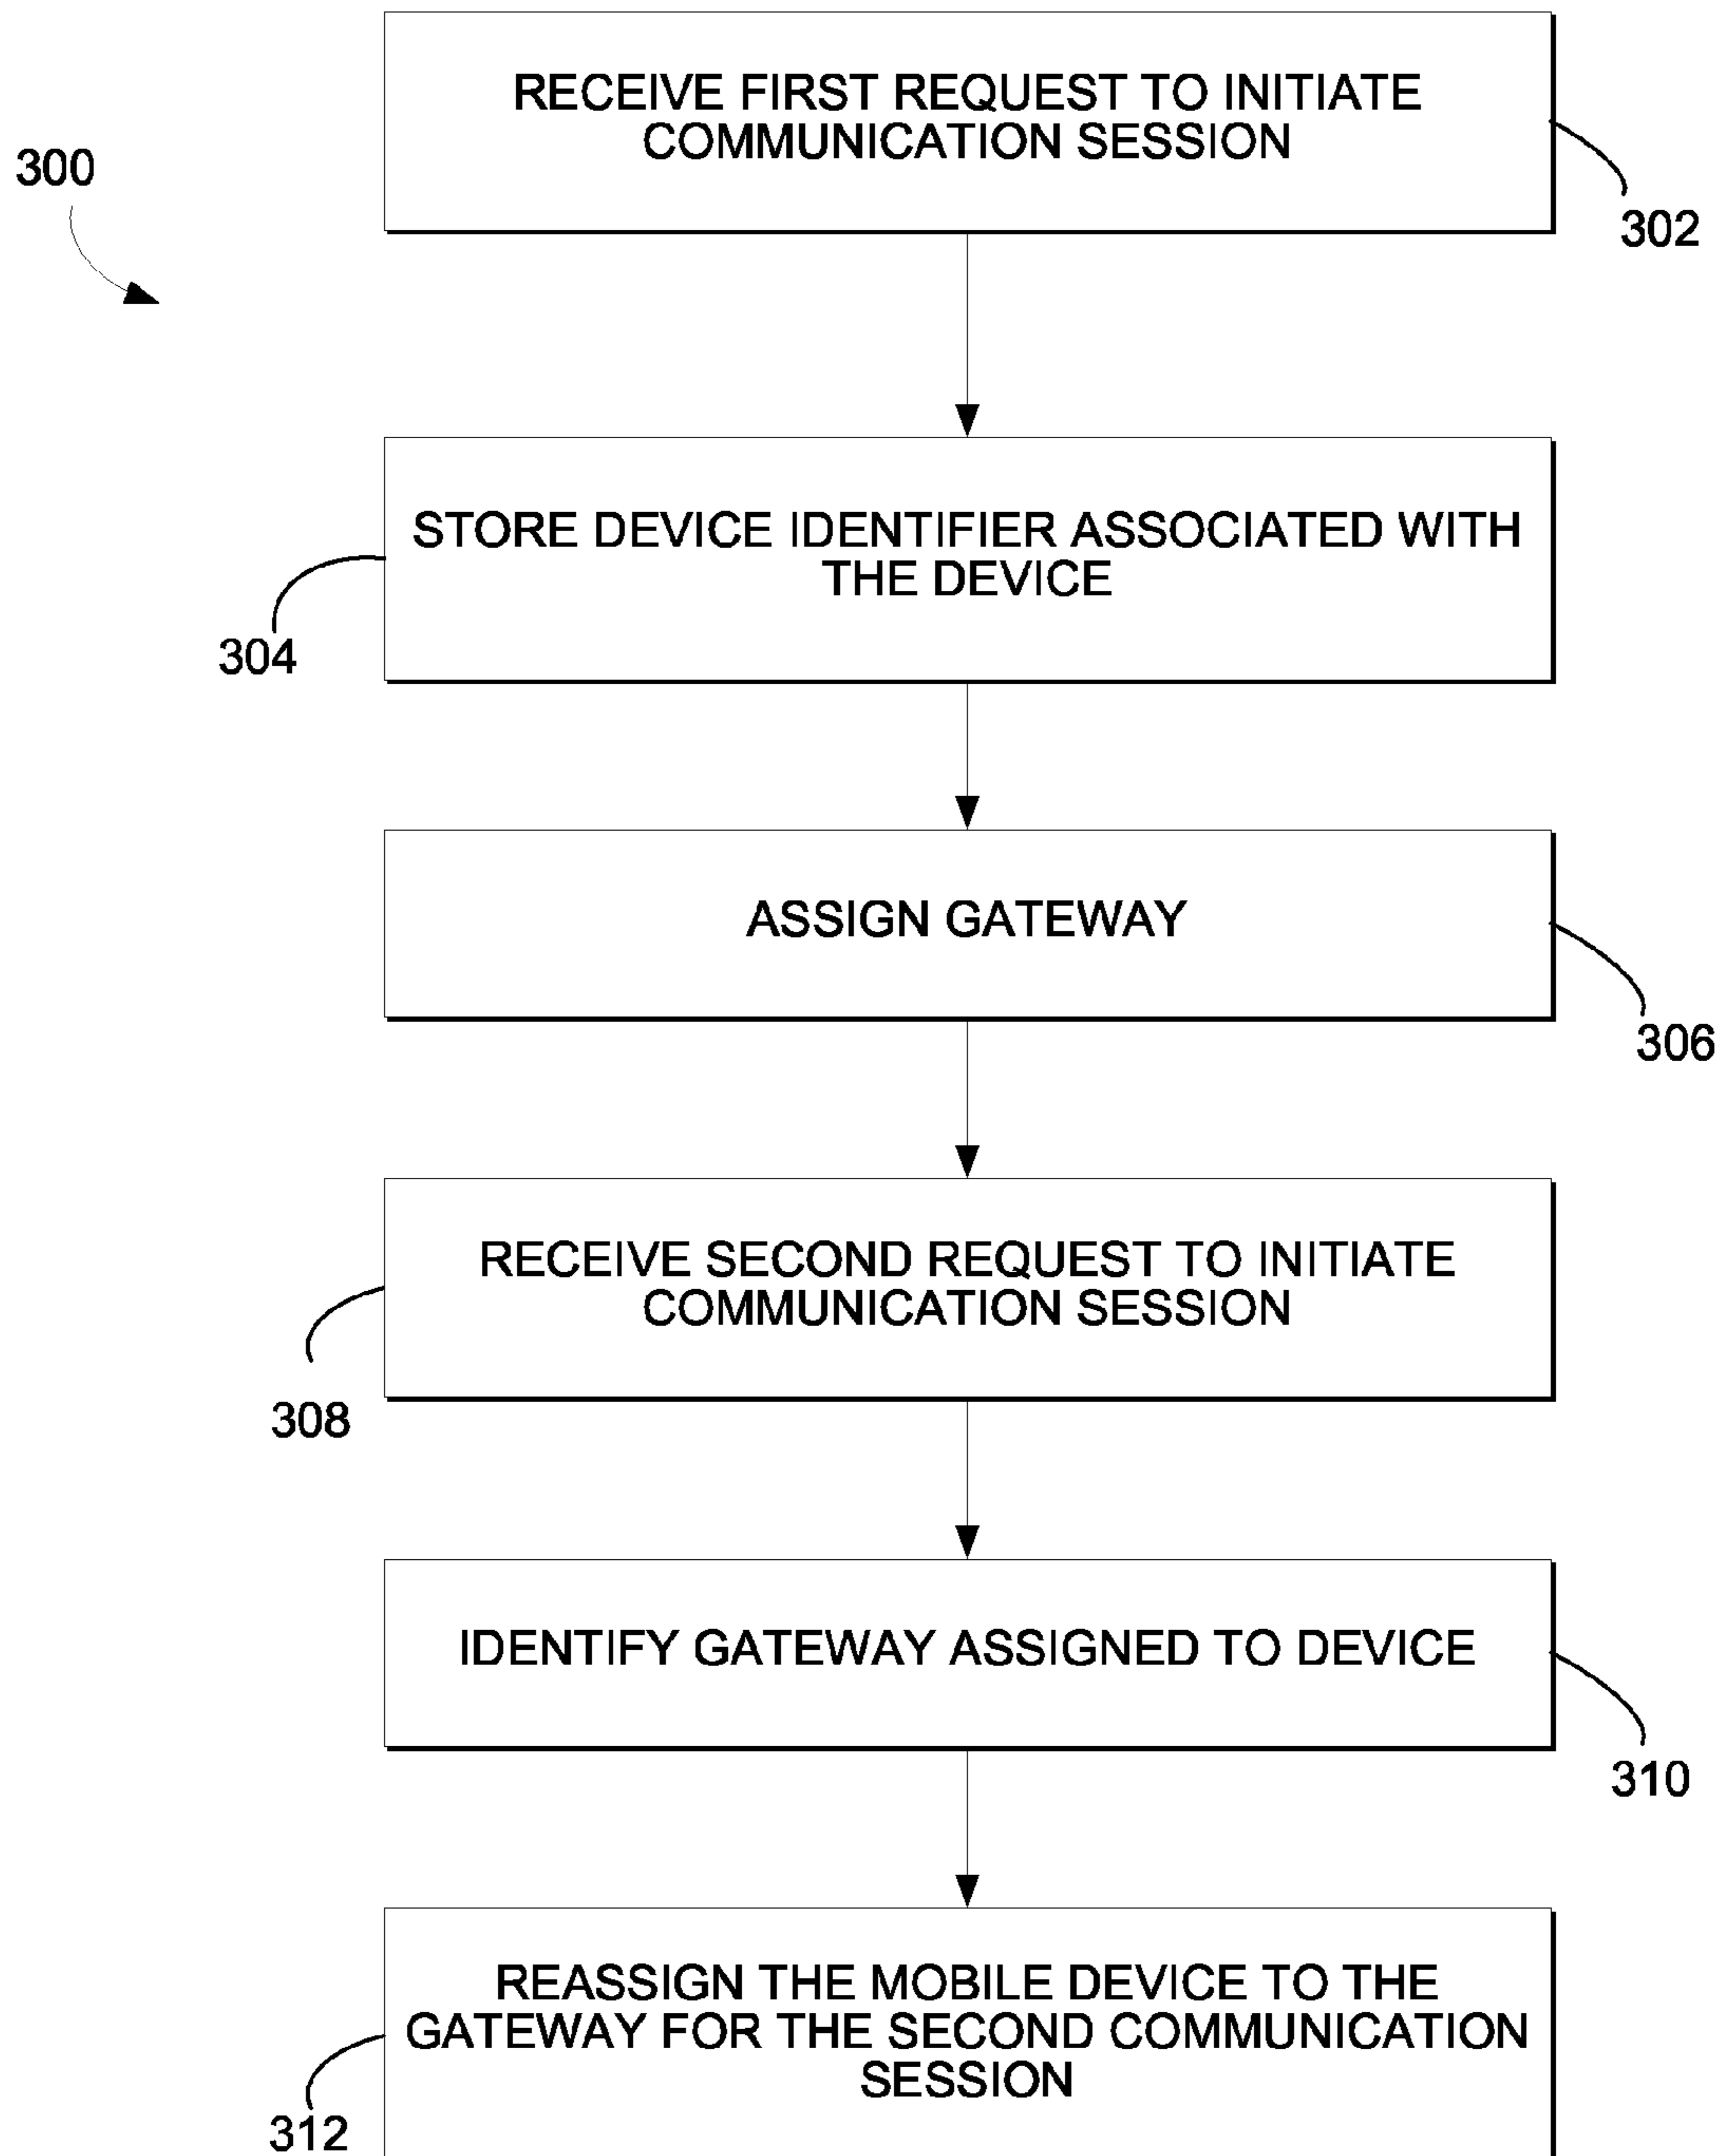 RECEIVE FIRST REQUEST TO INITIATE
COMMUNICATION SESSION
300
302
STORE DEVICE IDENTIFIER ASSOCIATED WITH
THE DEVICE
304
ASSIGN GATEWAY
306
RECEIVE SECOND REQUEST TO INITIATE
COMMUNICATION SESSION
308
IDENTIFY GATEWAY ASSIGNED TO DEVICE
310
REASSIGN THE MOBILE DEVICE TO THE
GATEWAY FOR THE SECOND COMMUNICATION
SESSION
312